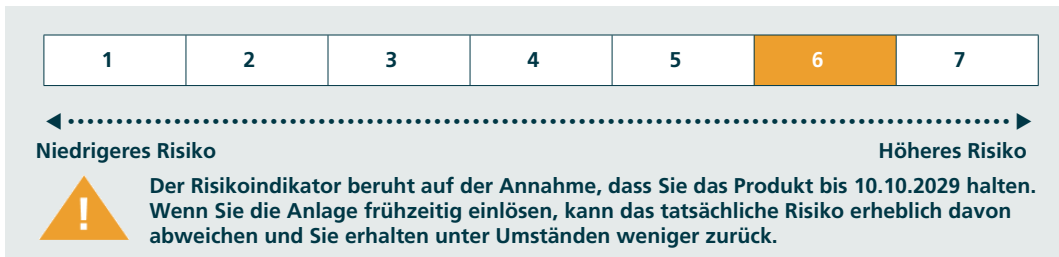 1 2 3 4 5 6 7
Niedrigeres Risiko Höheres Risiko
Der Risikoindikator beruht auf der Annahme, dass Sie das Produkt bis 10.10.2029 halten.
Wenn Sie die Anlage frühzeitig einlösen, kann das tatsächliche Risiko erheblich davon
abweichen und Sie erhalten unter Umständen weniger zurück.